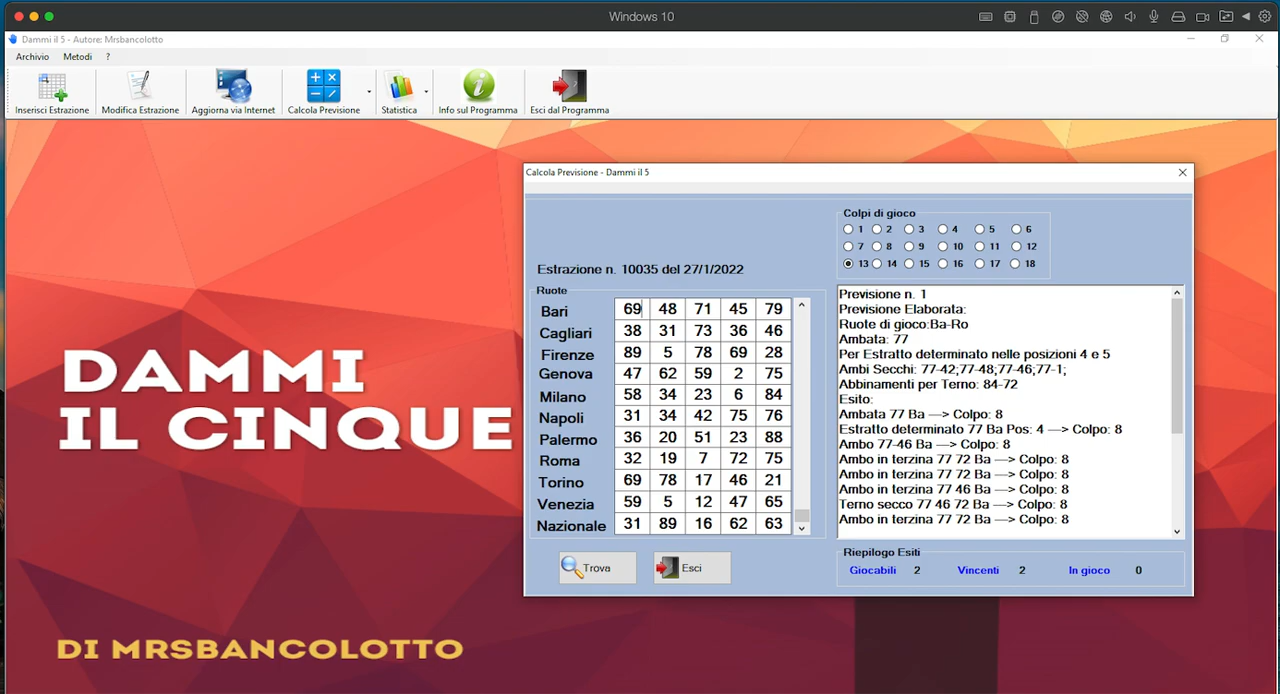 Windows 10
Dammi il 5 - Autore: Mrsbancolotto
Archivio Metodi ?
Inserisci Estrazione Modifica Estrazione Aggiorna via Internet Calcola Previsione Statistica Info sul Programma Esci dal Programma
DAMMI
IL CINQUE
DI MRSBANCOLOTTO
Calcola Previsione - Dammi il 5
Colpi di gioco
1 2 3 4 5 6
7 8 9 10 11 12
13 14 15 16 17 18
Estrazione n. 10035 del 27/1/2022
Ruote
Bari 69 48 71 45 79
Cagliari 38 31 73 36 46
Firenze 89 5 78 69 28
Genova 47 62 59 2 75
Milano 58 34 23 6 84
Napoli 31 34 42 75 76
Palermo 36 20 51 23 88
Roma 32 19 7 72 75
Torino 69 78 17 46 21
Venezia 59 5 12 47 65
Nazionale 31 89 16 62 63
Trova Esci
Previsione n. 1
Previsione Elaborata:
Ruote di gioco:Ba-Ro
Ambata: 77
Per Estratto determinato nelle posizioni 4 e 5
Ambi Secchi: 77-42;77-48;77-46;77-1;
Abbinamenti per Terno: 84-72
Esito:
Ambata 77 Ba ---> Colpo: 8
Estratto determinato 77 Ba Pos: 4 ---> Colpo: 8
Ambo 77-46 Ba ---> Colpo: 8
Ambo in terzina 77 72 Ba ---> Colpo: 8
Ambo in terzina 77 72 Ba ---> Colpo: 8
Ambo in terzina 77 46 Ba ---> Colpo: 8
Terno secco 77 46 72 Ba ---> Colpo: 8
Ambo in terzina 77 72 Ba ---> Colpo: 8
Riepilogo Esiti
Giocabili 2 Vincenti 2 In gioco 0